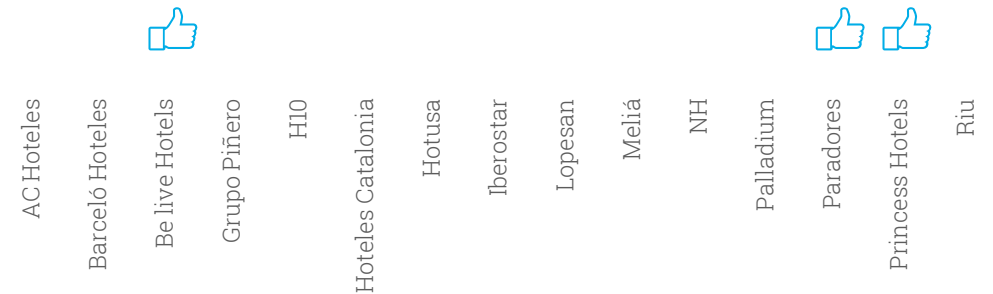 AC Hoteles
Barceló Hoteles
Be live Hotels
Grupo Piñero
H10
Hoteles Catalonia
Hotusa
Iberostar
Lopesan
Meliá
NH
Palladium
Paradores
Princess Hotels
Riu